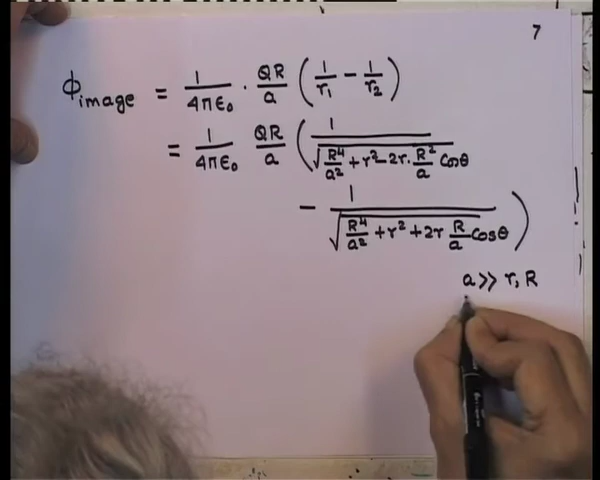 7
ϕ_image = 1/4πε₀ · QR/a (1/r₁ − 1/r₂)
= 1/4πε₀ QR/a (1/√(R⁴/a² + r² − 2r · R²/a Cosθ)
− 1/√(R⁴/a² + r² + 2r R/a Cosθ))
a >> r, R